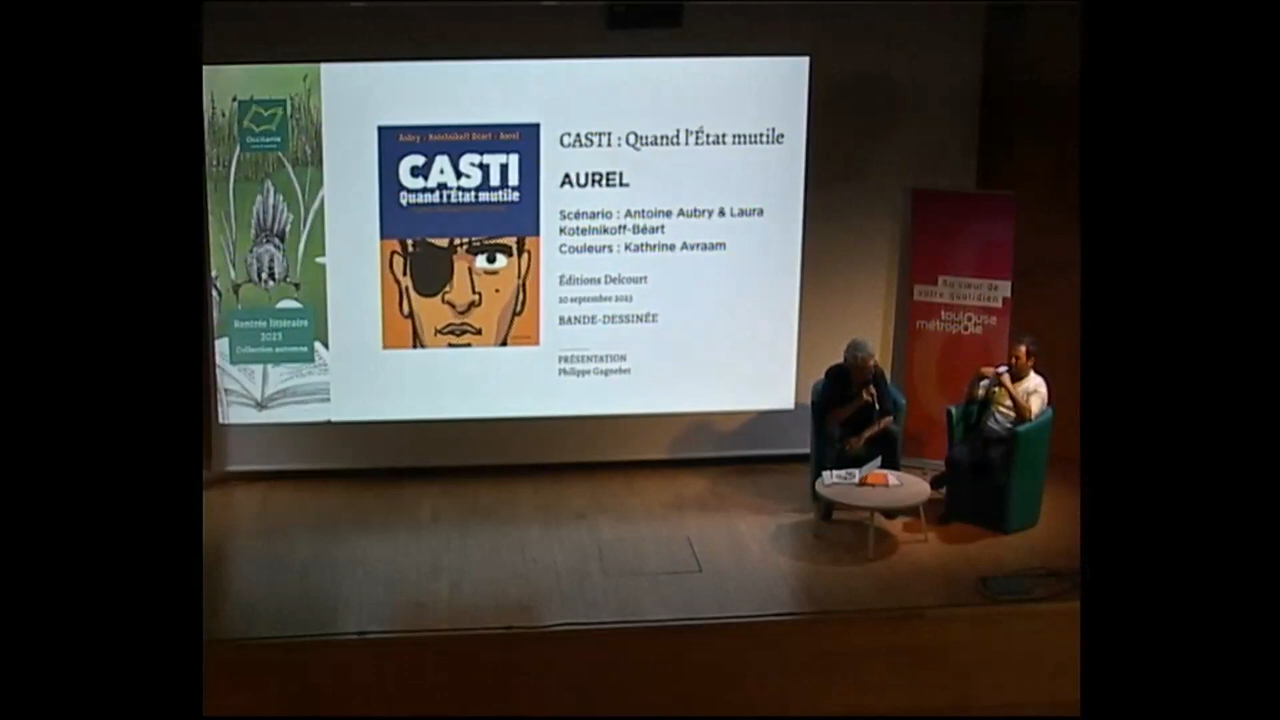 Occitanie
Rentrée littéraire
2023
Collection automne
Aubry - Kotelnikoff Béart - Aurel
CASTI
Quand l'État mutile
CASTI : Quand l'État mutile
AUREL
Scénario : Antoine Aubry & Laura
Kotelnikoff-Béart
Couleurs : Kathrine Avraam
Éditions Delcourt
20 septembre 2023
BANDE-DESSINÉE
PRÉSENTATION
Philippe Gagnebet
Au cœur de
votre quotidien
toulouse
métropole